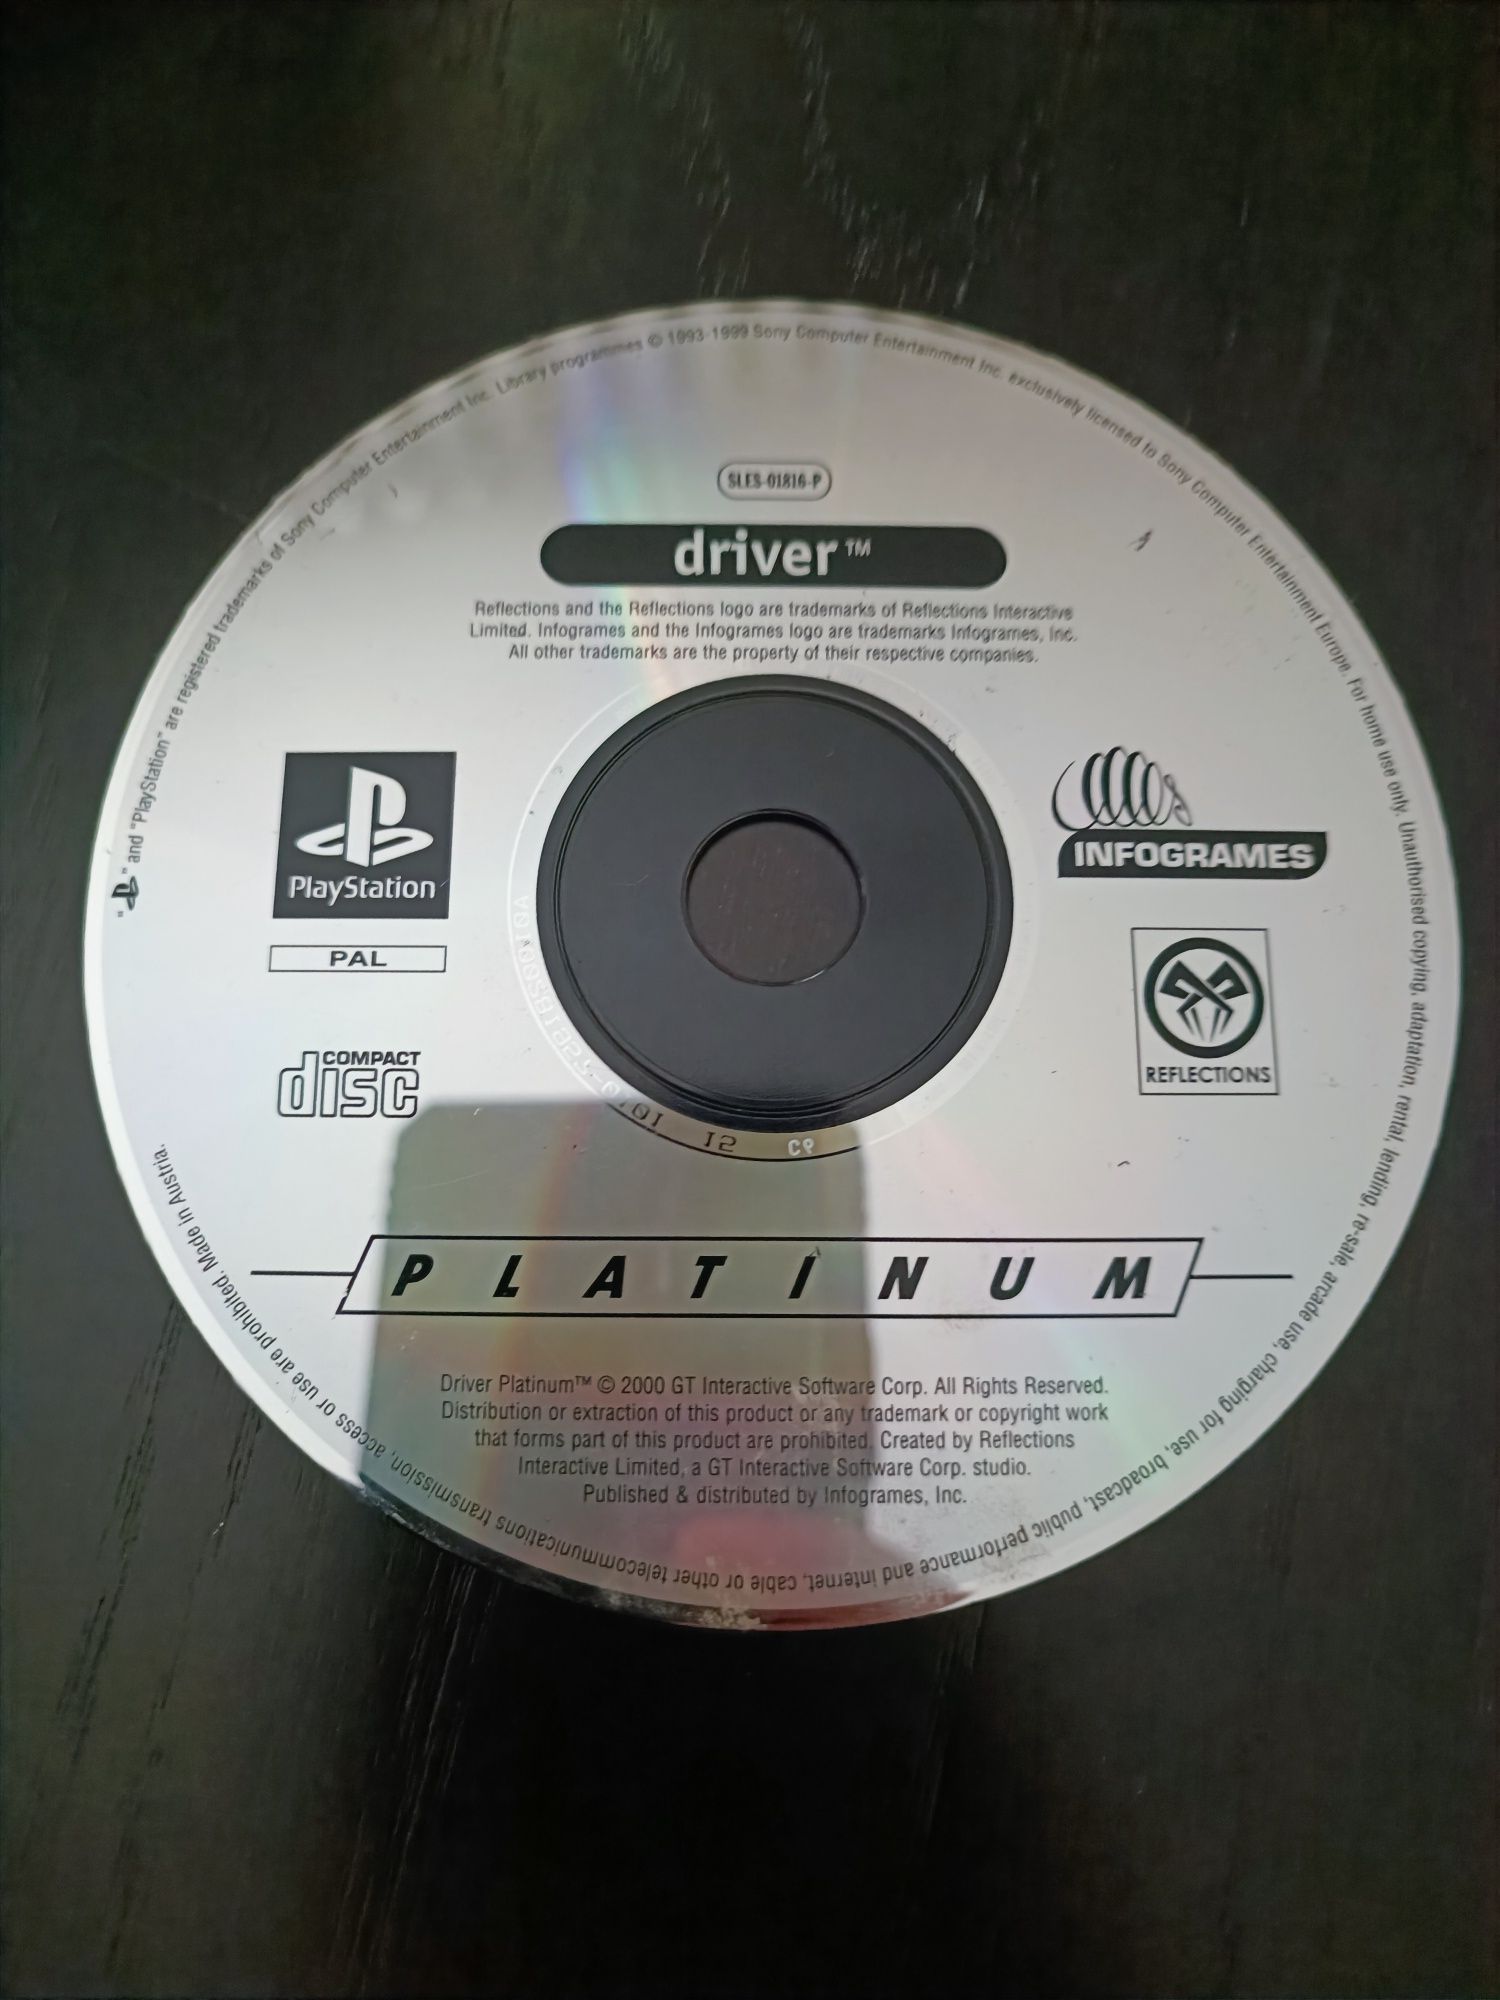 "PS" and "PlayStation" are registered trademarks of Sony Computer Entertainment Inc. Library programmes © 1993-1999 Sony Computer Entertainment Inc. exclusively licensed to Sony Computer Entertainment Europe. For home use only. Unauthorised copying, adaptation, rental, lending, re-sale, arcade use, charging for use, broadcast, public performance and internet, cable or other telecommunications transmission, access or use are prohibited. Made in Austria.
SLES-01816-P
driver™
Reflections and the Reflections logo are trademarks of Reflections Interactive
Limited. Infogrames and the Infogrames logo are trademarks Infogrames, Inc.
All other trademarks are the property of their respective companies.
PlayStation
INFOGRAMES
PAL
REFLECTIONS
COMPACT
disc
12
PLATINUM
Driver Platinum™ © 2000 GT Interactive Software Corp. All Rights Reserved.
Distribution or extraction of this product or any trademark or copyright work
that forms part of this product are prohibited. Created by Reflections
Interactive Limited, a GT Interactive Software Corp. studio.
Published & distributed by Infogrames, Inc.